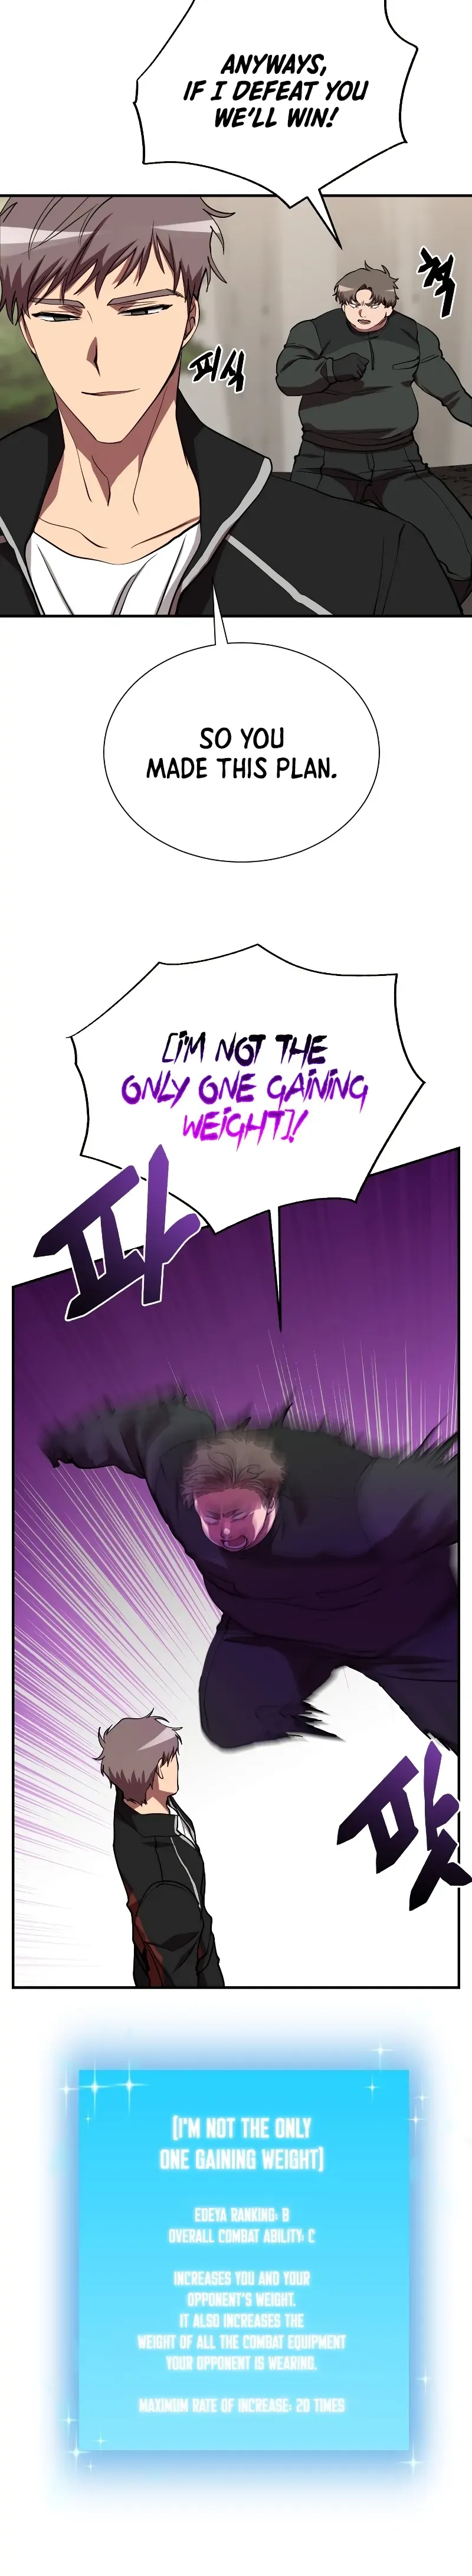 ANYWAYS,
IF I DEFEAT YOU
WE'LL WIN!
척
피식
SO YOU
MADE THIS PLAN.
[I'M NOT THE
ONLY ONE GAINING
WEIGHT]!
팟
[I'M NOT THE ONLY
ONE GAINING WEIGHT]
EDEYA RANKING: B
OVERALL COMBAT ABILITY: C
INCREASES YOU AND YOUR
OPPONENT'S WEIGHT.
IT ALSO INCREASES THE
WEIGHT OF ALL THE COMBAT EQUIPMENT
YOUR OPPONENT IS WEARING.
MAXIMUM RATE OF INCREASE: 20 TIMES